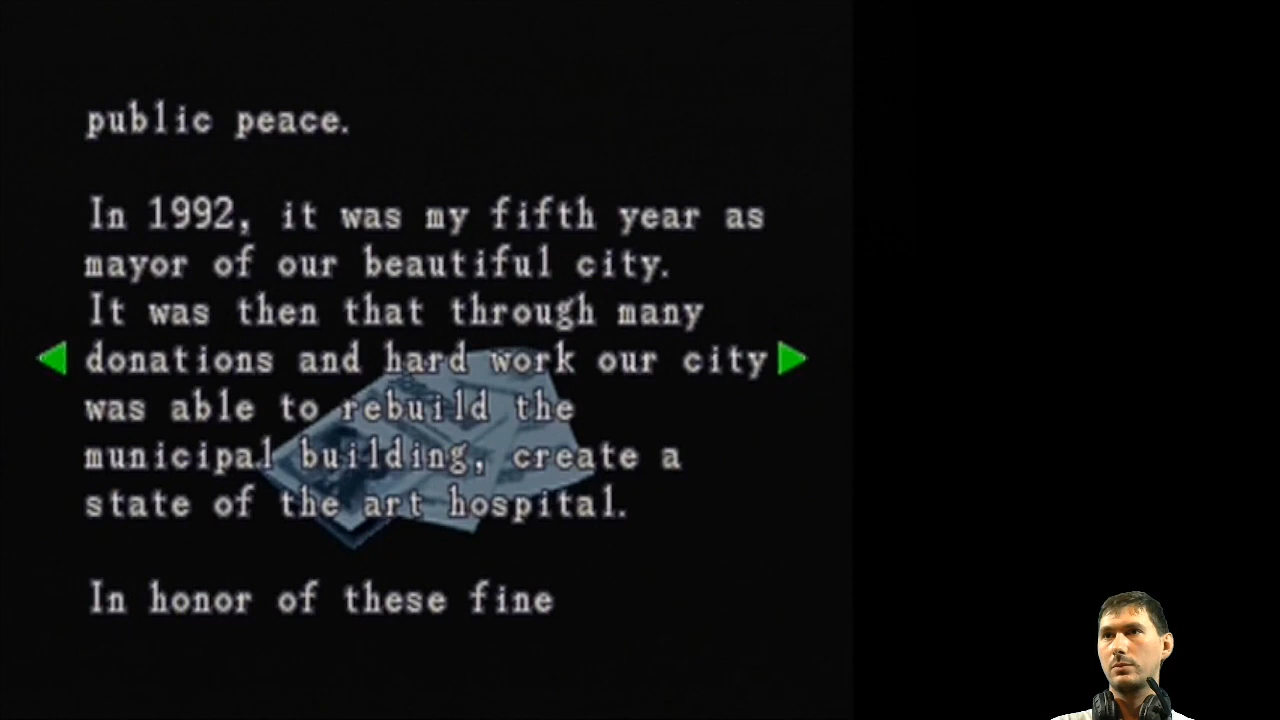 public peace.
In 1992, it was my fifth year as
mayor of our beautiful city.
It was then that through many
donations and hard work our city
was able to rebuild the
municipal building, create a
state of the art hospital.
In honor of these fine